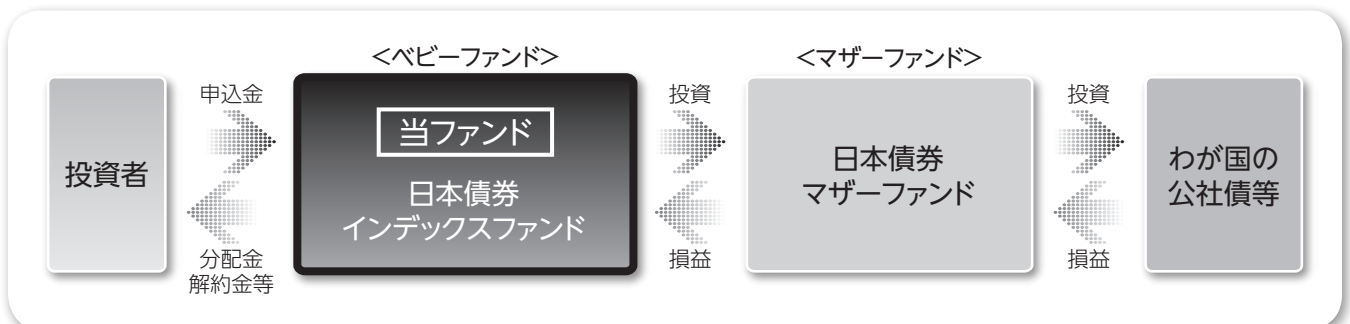 <ベビーファンド>
<マザーファンド>
投資者
申込金
分配金
解約金等
当ファンド
日本債券
インデックスファンド
投資
損益
日本債券
マザーファンド
投資
損益
わが国の
公社債等